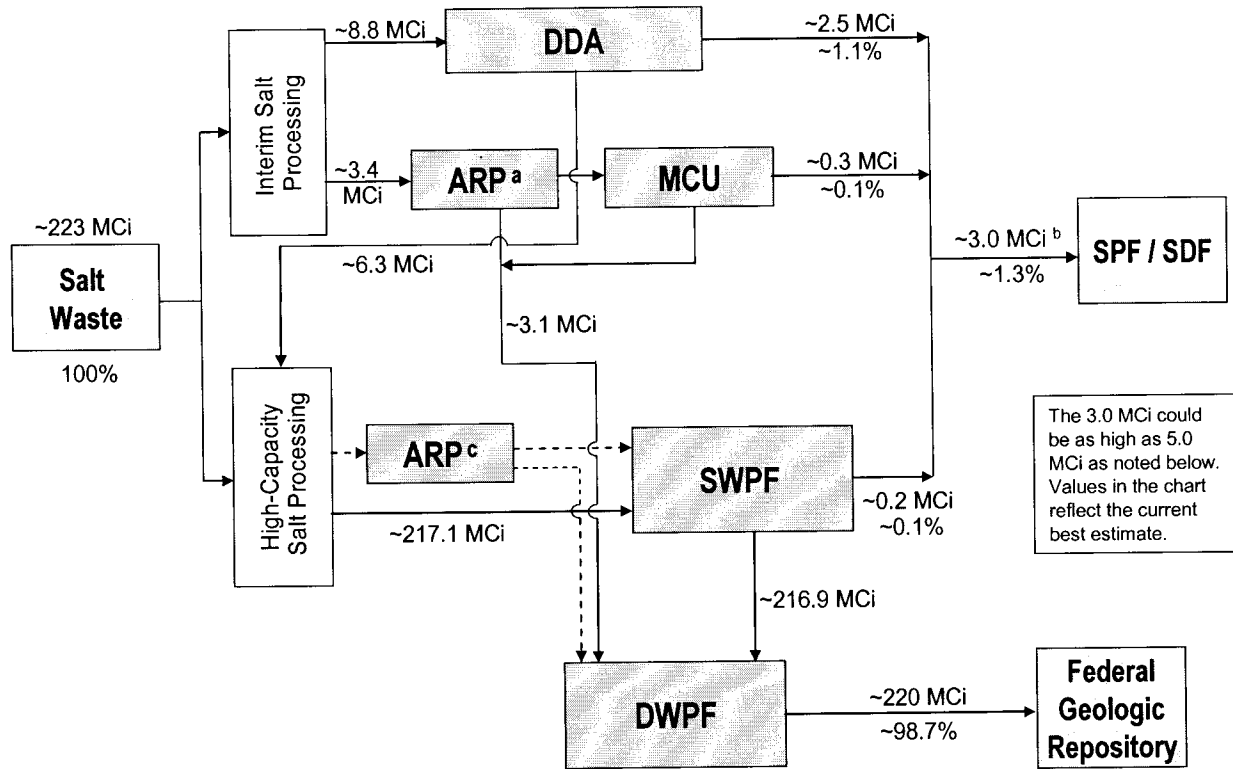 ~8.8 MCi
DDA
~2.5 MCi
~1.1%
Interim Salt
Processing
~3.4
MCi
ARP a
MCU
~0.3 MCi
~0.1%
~223 MCi
Salt
Waste
100%
~6.3 MCi
~3.0 MCi b
~1.3%
SPF / SDF
~3.1 MCi
High-Capacity
Salt Processing
ARP c
SWPF
~217.1 MCi
~0.2 MCi
~0.1%
The 3.0 MCi could
be as high as 5.0
MCi as noted below.
Values in the chart
reflect the current
best estimate.
~216.9 MCi
DWPF
~220 MCi
~98.7%
Federal
Geologic
Repository